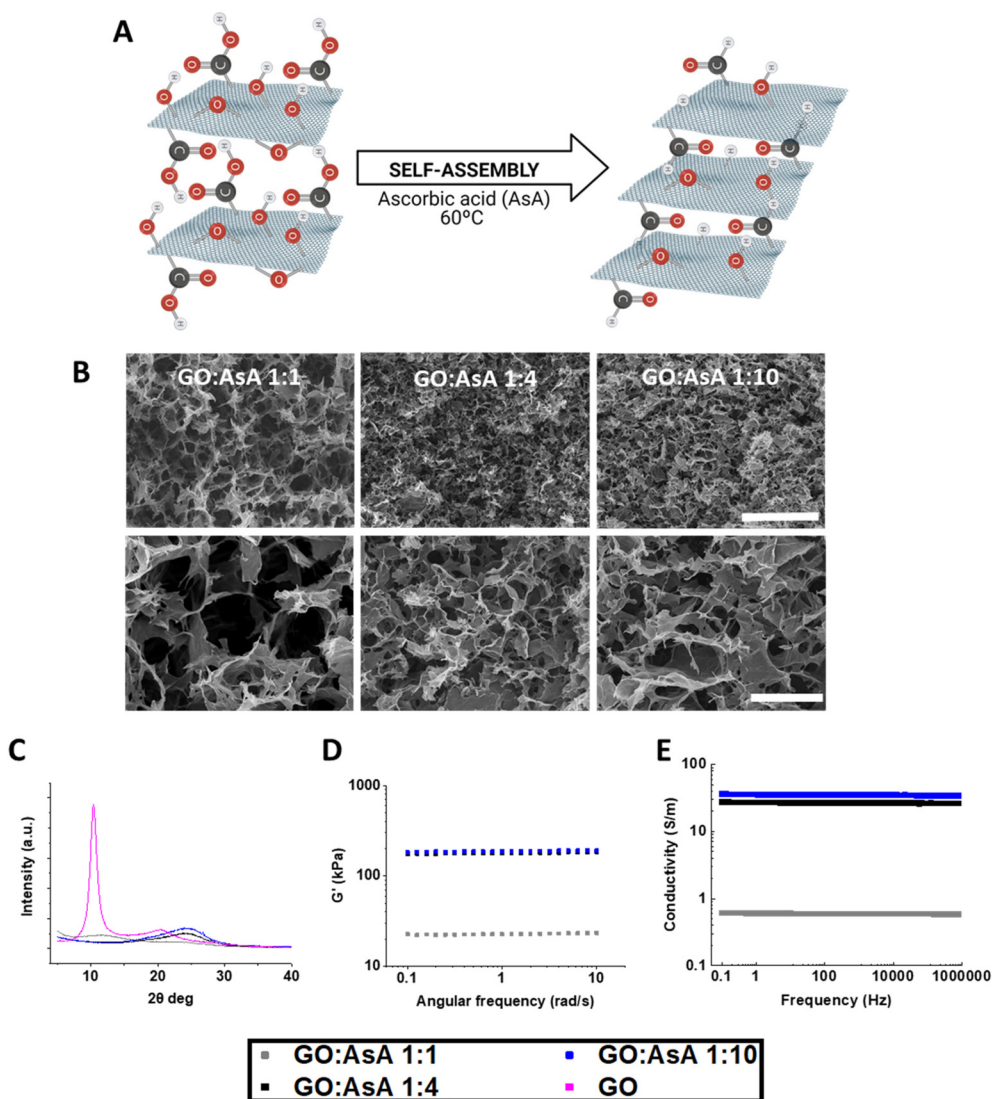 A
SELF-ASSEMBLY
Ascorbic acid (AsA)
60ºC
B
GO:AsA 1:1
GO:AsA 1:4
GO:AsA 1:10
C
Intensity (a.u.)
10
20
30
40
2θ deg
D
G' (kPa)
1000
100
10
0.1
1
10
Angular frequency (rad/s)
E
Conductivity (S/m)
100
10
1
0.1
0.1
1
100
10000
1000000
Frequency (Hz)
GO:AsA 1:1
GO:AsA 1:10
GO:AsA 1:4
GO